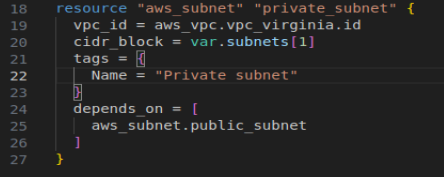 18 resource "aws_subnet" "private_subnet" {
19   vpc_id = aws_vpc.vpc_virginia.id
20   cidr_block = var.subnets[1]
21   tags = {
22     Name = "Private subnet"
23   }
24   depends_on = [
25     aws_subnet.public_subnet
26   ]
27 }